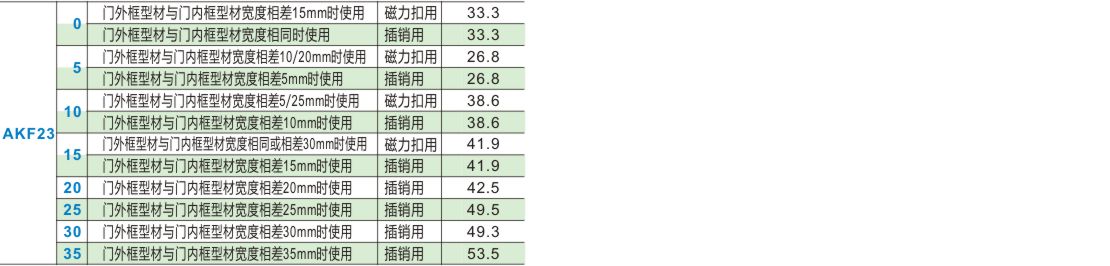 AKF23
0
门外框型材与门内框型材宽度相差15mm时使用 磁力扣用 33.3
门外框型材与门内框型材宽度相同时使用 插销用 33.3
5
门外框型材与门内框型材宽度相差10/20mm时使用 磁力扣用 26.8
门外框型材与门内框型材宽度相差5mm时使用 插销用 26.8
10
门外框型材与门内框型材宽度相差5/25mm时使用 磁力扣用 38.6
门外框型材与门内框型材宽度相差10mm时使用 插销用 38.6
15
门外框型材与门内框型材宽度相同或相差30mm时使用 磁力扣用 41.9
门外框型材与门内框型材宽度相差15mm时使用 插销用 41.9
20 门外框型材与门内框型材宽度相差20mm时使用 插销用 42.5
25 门外框型材与门内框型材宽度相差25mm时使用 插销用 49.5
30 门外框型材与门内框型材宽度相差30mm时使用 插销用 49.3
35 门外框型材与门内框型材宽度相差35mm时使用 插销用 53.5